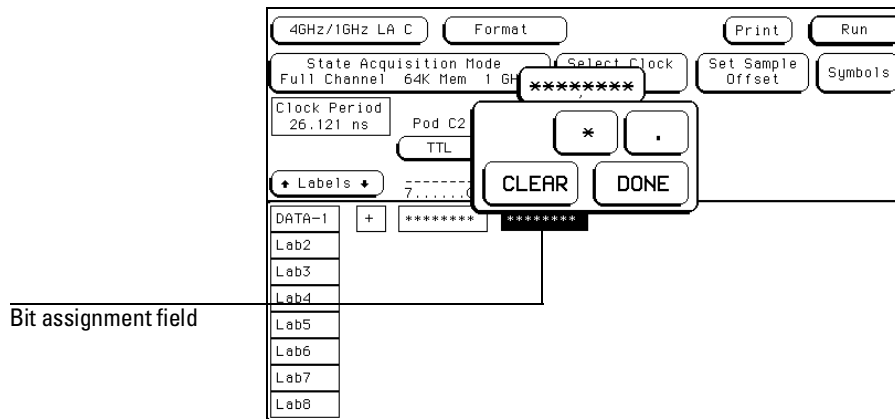 4GHz/1GHz LA C Format Print Run
State Acquisition Mode Select Clock Set Sample Symbols
Full Channel 64K Mem 1 GH Offset
********
Clock Period
26.121 ns Pod C2
* .
TTL
↑ Labels ↓ CLEAR DONE
7......
DATA-1 + ******** ********
Lab2
Lab3
Lab4
Bit assignment field
Lab5
Lab6
Lab7
Lab8